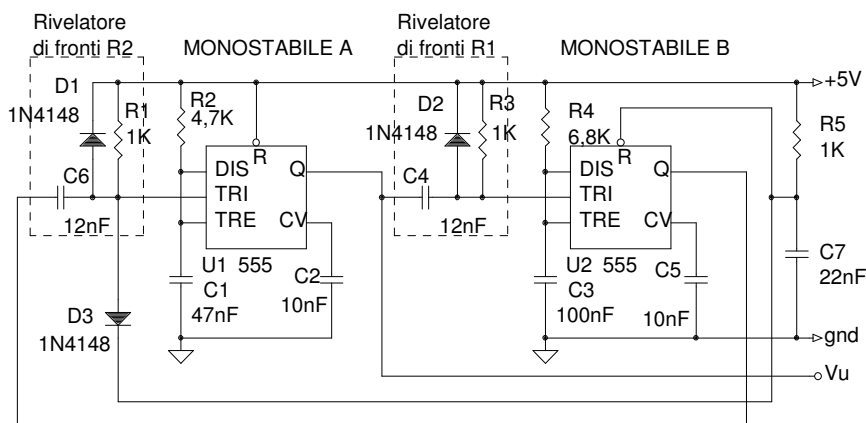 Rivelatore
di fronti R2
MONOSTABILE A
Rivelatore
di fronti R1
MONOSTABILE B
+5V
D1
1N4148
R1
1K
R2
4,7K
R
DIS
TRI
TRE
Q
CV
C6
12nF
U1 555
C1
47nF
C2
10nF
D3
1N4148
D2
1N4148
R3
1K
C4
12nF
R4
6,8K
R
DIS
TRI
TRE
Q
CV
U2 555
C3
100nF
C5
10nF
R5
1K
C7
22nF
gnd
Vu